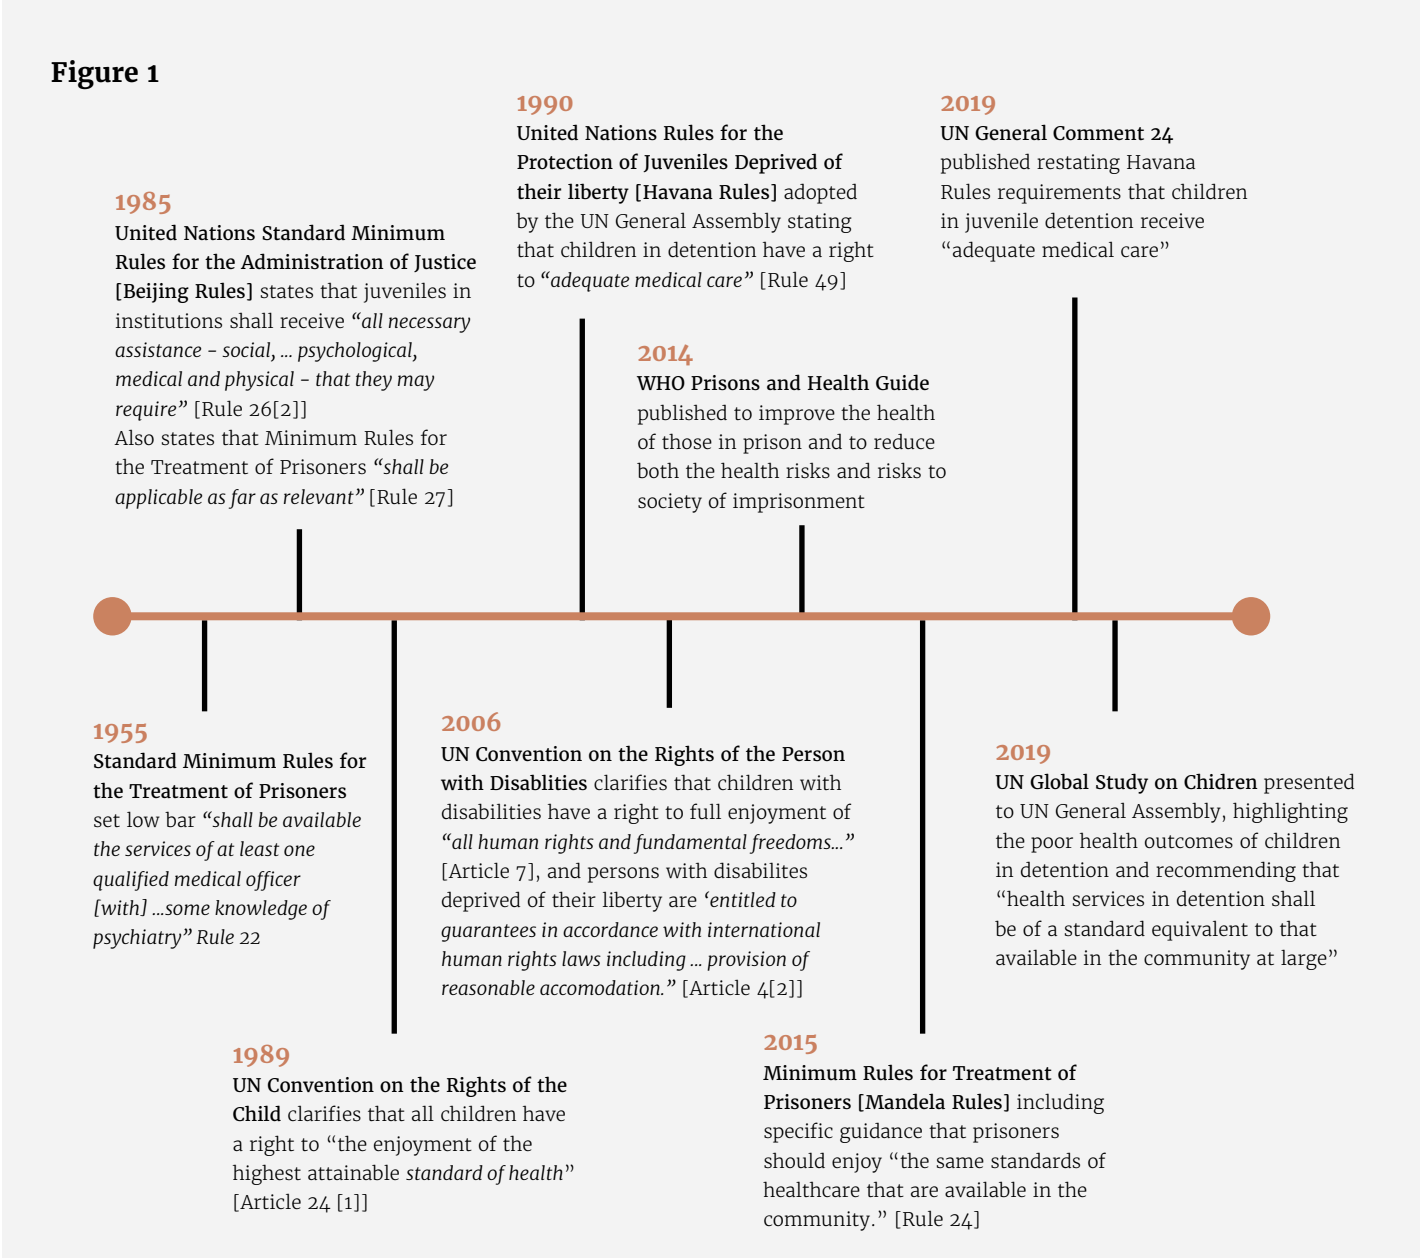 Figure 1
1985
United Nations Standard Minimum
Rules for the Administration of Justice
[Beijing Rules] states that juveniles in
institutions shall receive “all necessary
assistance - social, ... psychological,
medical and physical - that they may
require” [Rule 26[2]]
Also states that Minimum Rules for
the Treatment of Prisoners “shall be
applicable as far as relevant” [Rule 27]
1990
United Nations Rules for the
Protection of Juveniles Deprived of
their liberty [Havana Rules] adopted
by the UN General Assembly stating
that children in detention have a right
to “adequate medical care” [Rule 49]
2014
WHO Prisons and Health Guide
published to improve the health
of those in prison and to reduce
both the health risks and risks to
society of imprisonment
2019
UN General Comment 24
published restating Havana
Rules requirements that children
in juvenile detention receive
“adequate medical care”
1955
Standard Minimum Rules for
the Treatment of Prisoners
set low bar “shall be available
the services of at least one
qualified medical officer
[with] ...some knowledge of
psychiatry” Rule 22
1989
UN Convention on the Rights of the
Child clarifies that all children have
a right to “the enjoyment of the
highest attainable standard of health”
[Article 24 [1]]
2006
UN Convention on the Rights of the Person
with Disablities clarifies that children with
disabilities have a right to full enjoyment of
“all human rights and fundamental freedoms...”
[Article 7], and persons with disabilites
deprived of their liberty are ‘entitled to
guarantees in accordance with international
human rights laws including ... provision of
reasonable accomodation.” [Article 4[2]]
2015
Minimum Rules for Treatment of
Prisoners [Mandela Rules] including
specific guidance that prisoners
should enjoy “the same standards of
healthcare that are available in the
community.” [Rule 24]
2019
UN Global Study on Chidren presented
to UN General Assembly, highlighting
the poor health outcomes of children
in detention and recommending that
“health services in detention shall
be of a standard equivalent to that
available in the community at large”